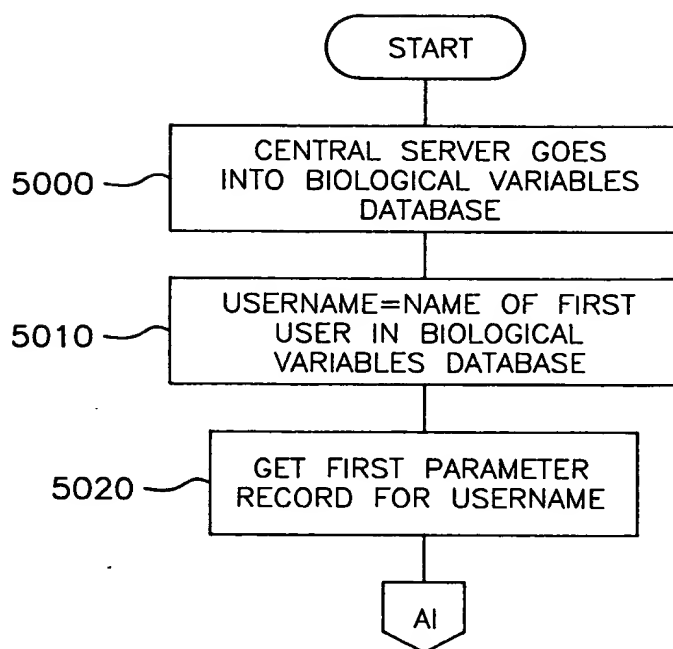 START
CENTRAL SERVER GOES
INTO BIOLOGICAL VARIABLES
DATABASE
5000
USERNAME=NAME OF FIRST
USER IN BIOLOGICAL
VARIABLES DATABASE
5010
GET FIRST PARAMETER
RECORD FOR USERNAME
5020
AI